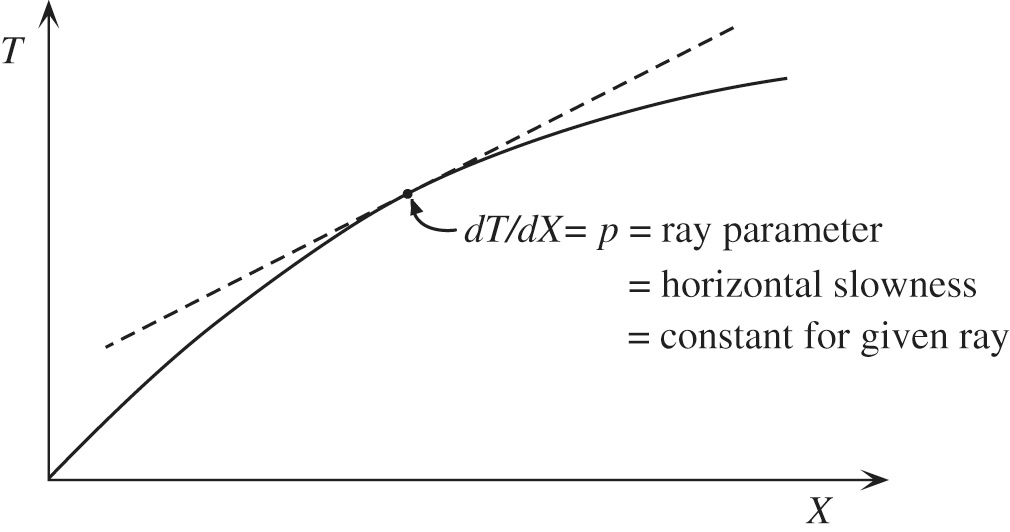 T
dT/dX= p = ray parameter
= horizontal slowness
= constant for given ray
X